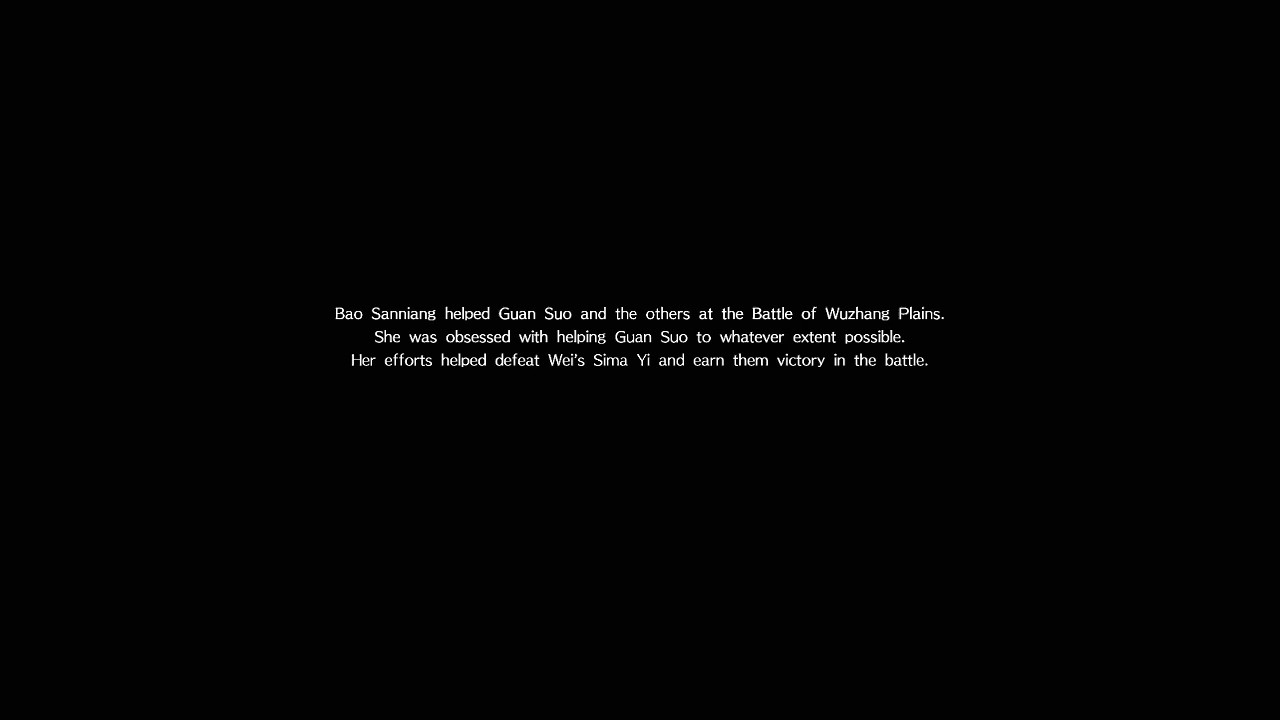 Bao Sanniang helped Guan Suo and the others at the Battle of Wuzhang Plains.
She was obsessed with helping Guan Suo to whatever extent possible.
Her efforts helped defeat Wei's Sima Yi and earn them victory in the battle.